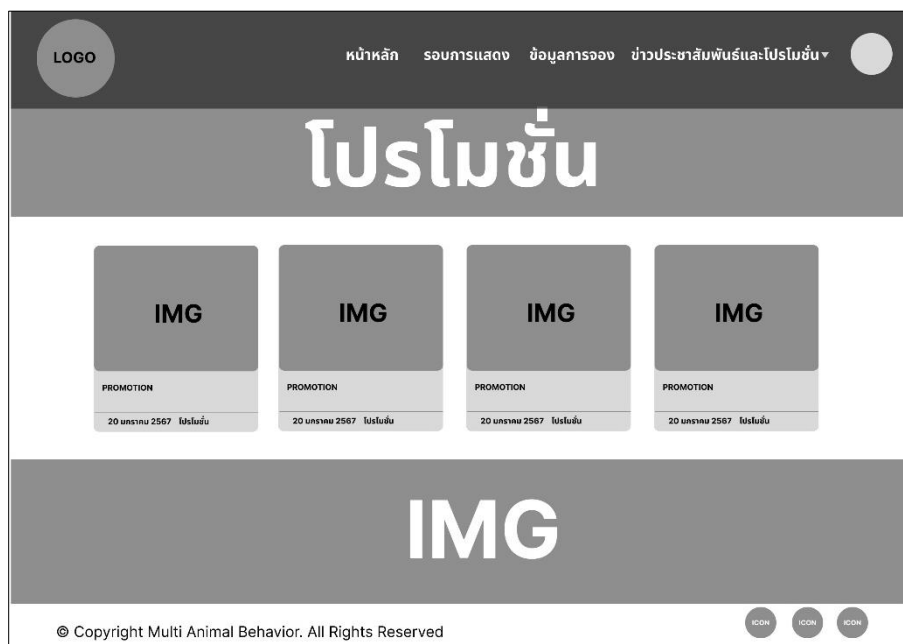 LOGO
หน้าหลัก รอบการแสดง ข้อมูลการจอง ข่าวประชาสัมพันธ์และโปรโมชั่น
โปรโมชั่น
IMG IMG IMG IMG
PROMOTION PROMOTION PROMOTION PROMOTION
20 มกราคม 2567 โปรโมชั่น 20 มกราคม 2567 โปรโมชั่น 20 มกราคม 2567 โปรโมชั่น 20 มกราคม 2567 โปรโมชั่น
IMG
© Copyright Multi Animal Behavior. All Rights Reserved
ICON ICON ICON